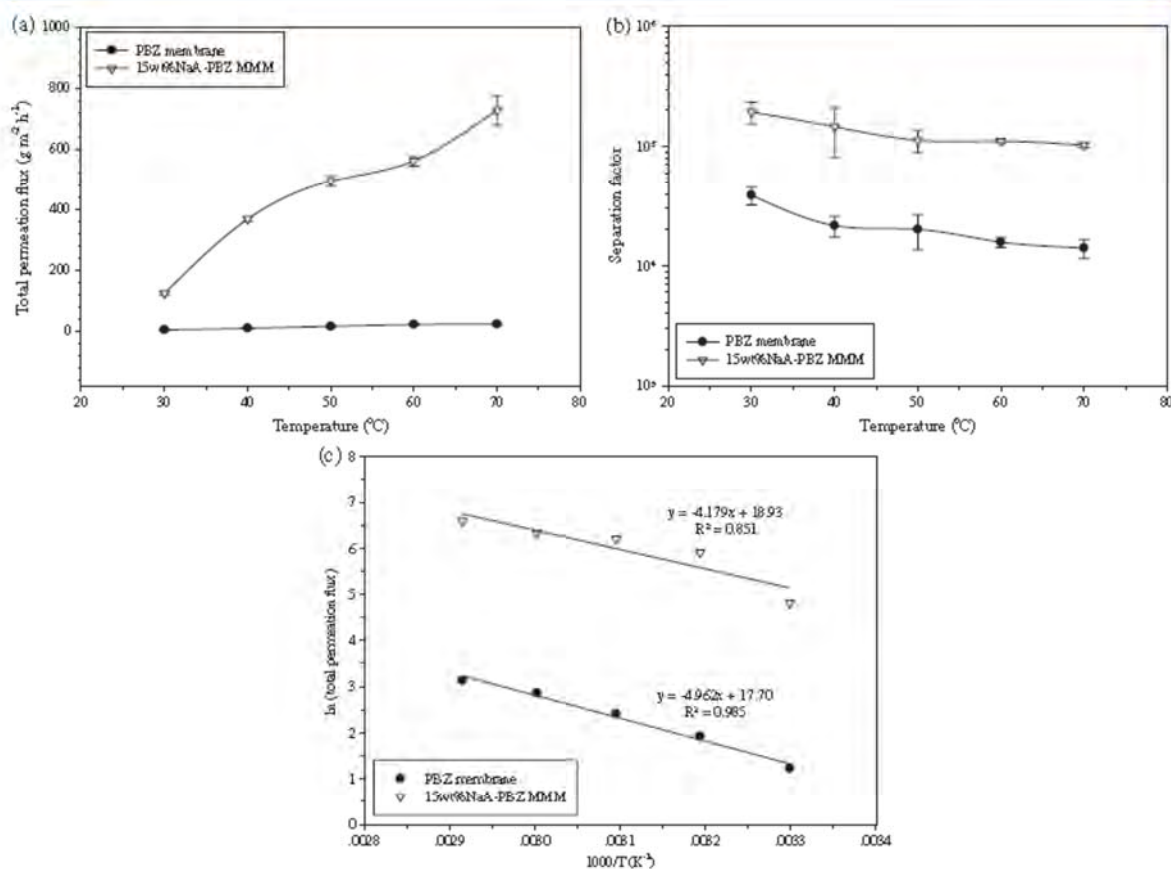 (a)
1000
800
600
400
200
0
Total permeation flux (g m⁻² h⁻¹)
PBZ membrane
15wt%NaA-PBZ MMM
20 30 40 50 60 70 80
Temperature (⁰C)
(b)
10⁶
10⁵
10⁴
10³
Separation factor
PBZ membrane
15wt%NaA-PBZ MMM
20 30 40 50 60 70 80
Temperature (⁰C)
(c)
8
7
6
5
4
3
2
1
0
ln (total permeation flux)
y = -4.179x + 18.93
R² = 0.851
y = -4.962x + 17.70
R² = 0.985
PBZ membrane
15wt%NaA-PBZ MMM
.0028 .0029 .0030 .0031 .0032 .0033 .0034
1000/T (K⁻¹)